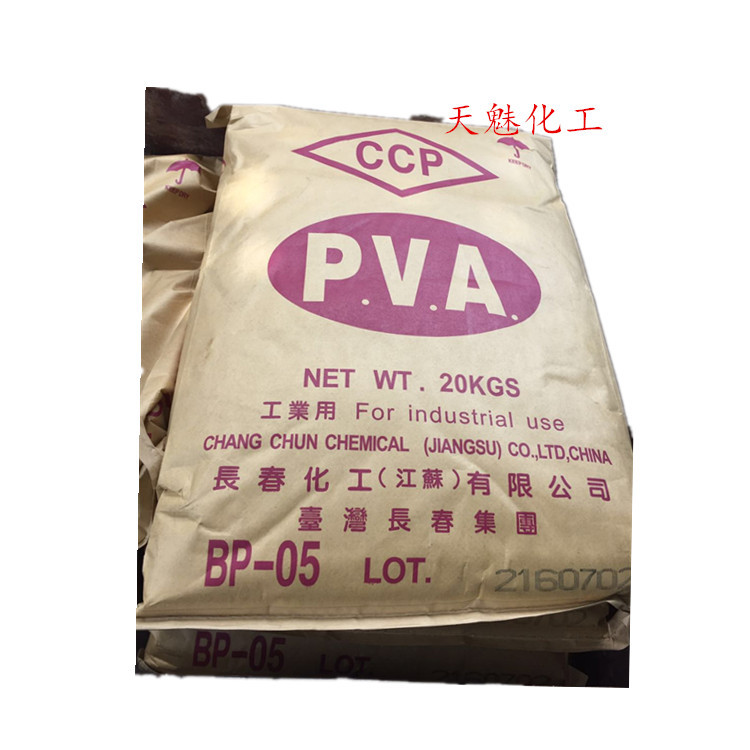 天魅化工
CCP
P.V.A.
NET WT. 20KGS
工業用 For industrial use
CHANG CHUN CHEMICAL (JIANGSU) CO.,LTD,CHINA
長春化工(江蘇)有限公司
臺灣長春集團
BP-05 LOT. 2160702
BP-05 LOT.